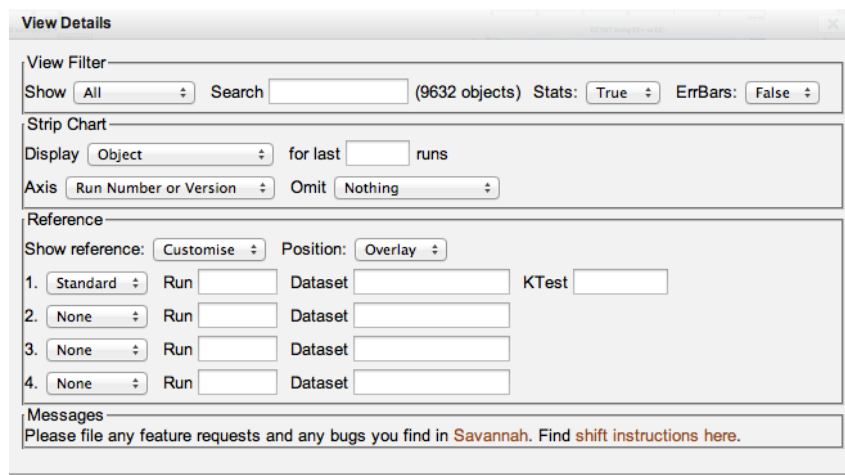 View Details
View Filter
Show All Search (9632 objects) Stats: True ErrBars: False
Strip Chart
Display Object for last runs
Axis Run Number or Version Omit Nothing
Reference
Show reference: Customise Position: Overlay
1. Standard Run Dataset KTest
2. None Run Dataset
3. None Run Dataset
4. None Run Dataset
Messages
Please file any feature requests and any bugs you find in Savannah. Find shift instructions here.